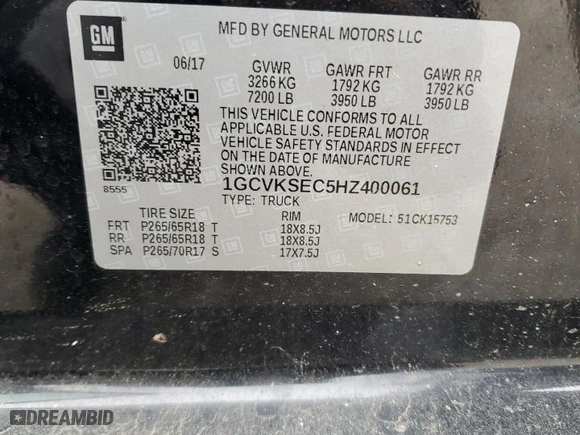 GM
MFD BY GENERAL MOTORS LLC
06/17 GVWR GAWR FRT GAWR RR
3266 KG 1792 KG 1792 KG
7200 LB 3950 LB 3950 LB
THIS VEHICLE CONFORMS TO ALL
APPLICABLE U.S. FEDERAL MOTOR
VEHICLE SAFETY STANDARDS IN EFFECT
ON THE DATE OF MANUFACTURE
SHOWN ABOVE.
8555 1GCVKSEC5HZ400061
TYPE: TRUCK MODEL: 51CK15753
TIRE SIZE RIM
FRT P265/65R18 T 18X8.5J
RR P265/65R18 T 18X8.5J
SPA P265/70R17 S 17X7.5J
DREAMBID